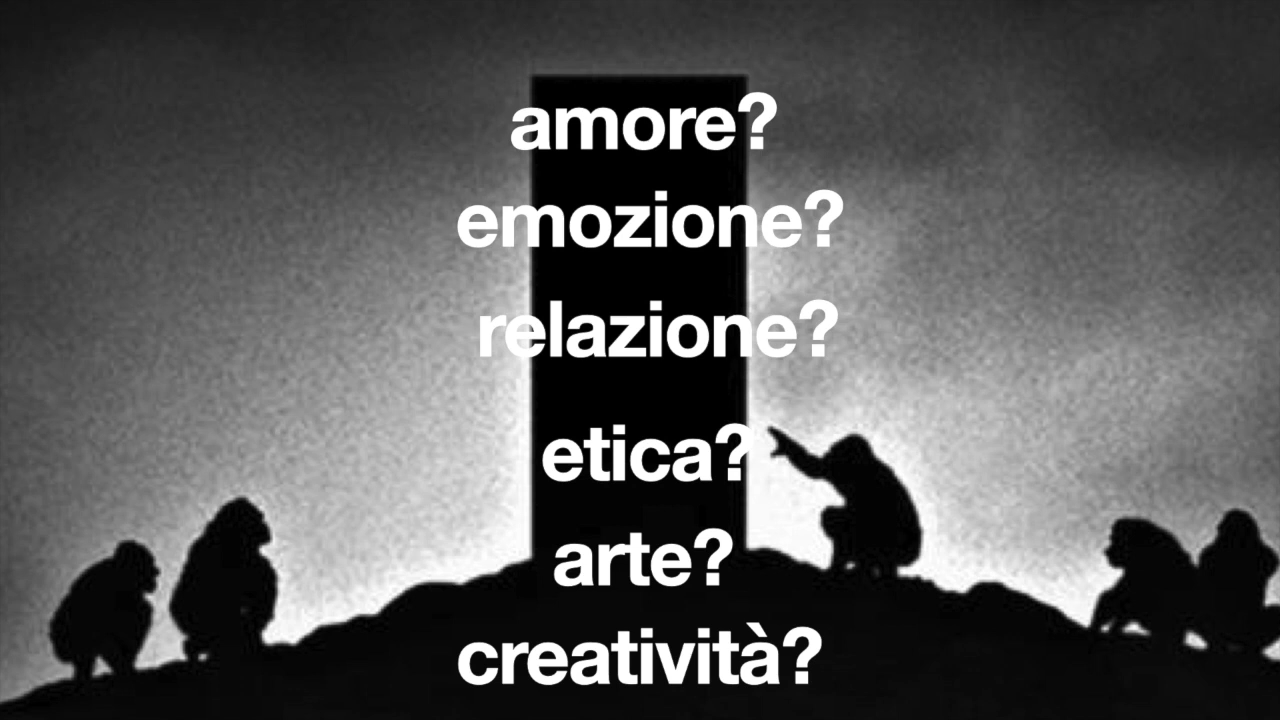 amore?
emozione?
relazione?
etica?
arte?
creatività?